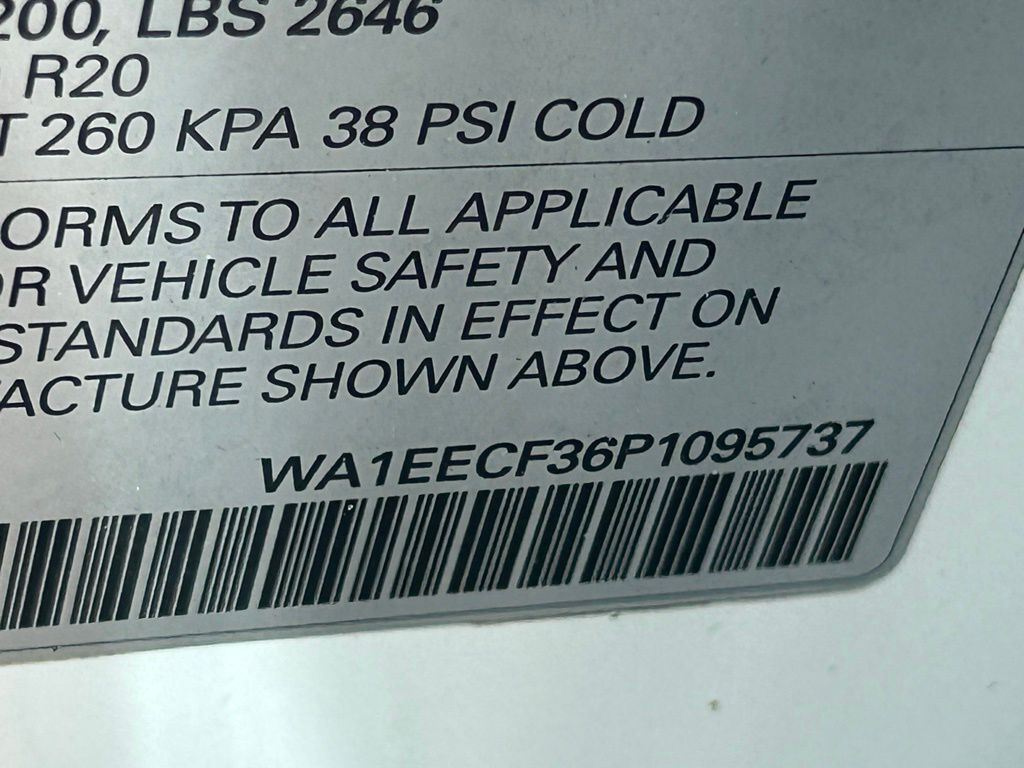 200, LBS 2646
R20
T 260 KPA 38 PSI COLD
ORMS TO ALL APPLICABLE
OR VEHICLE SAFETY AND
STANDARDS IN EFFECT ON
ACTURE SHOWN ABOVE.
WA1EECF36P1095737